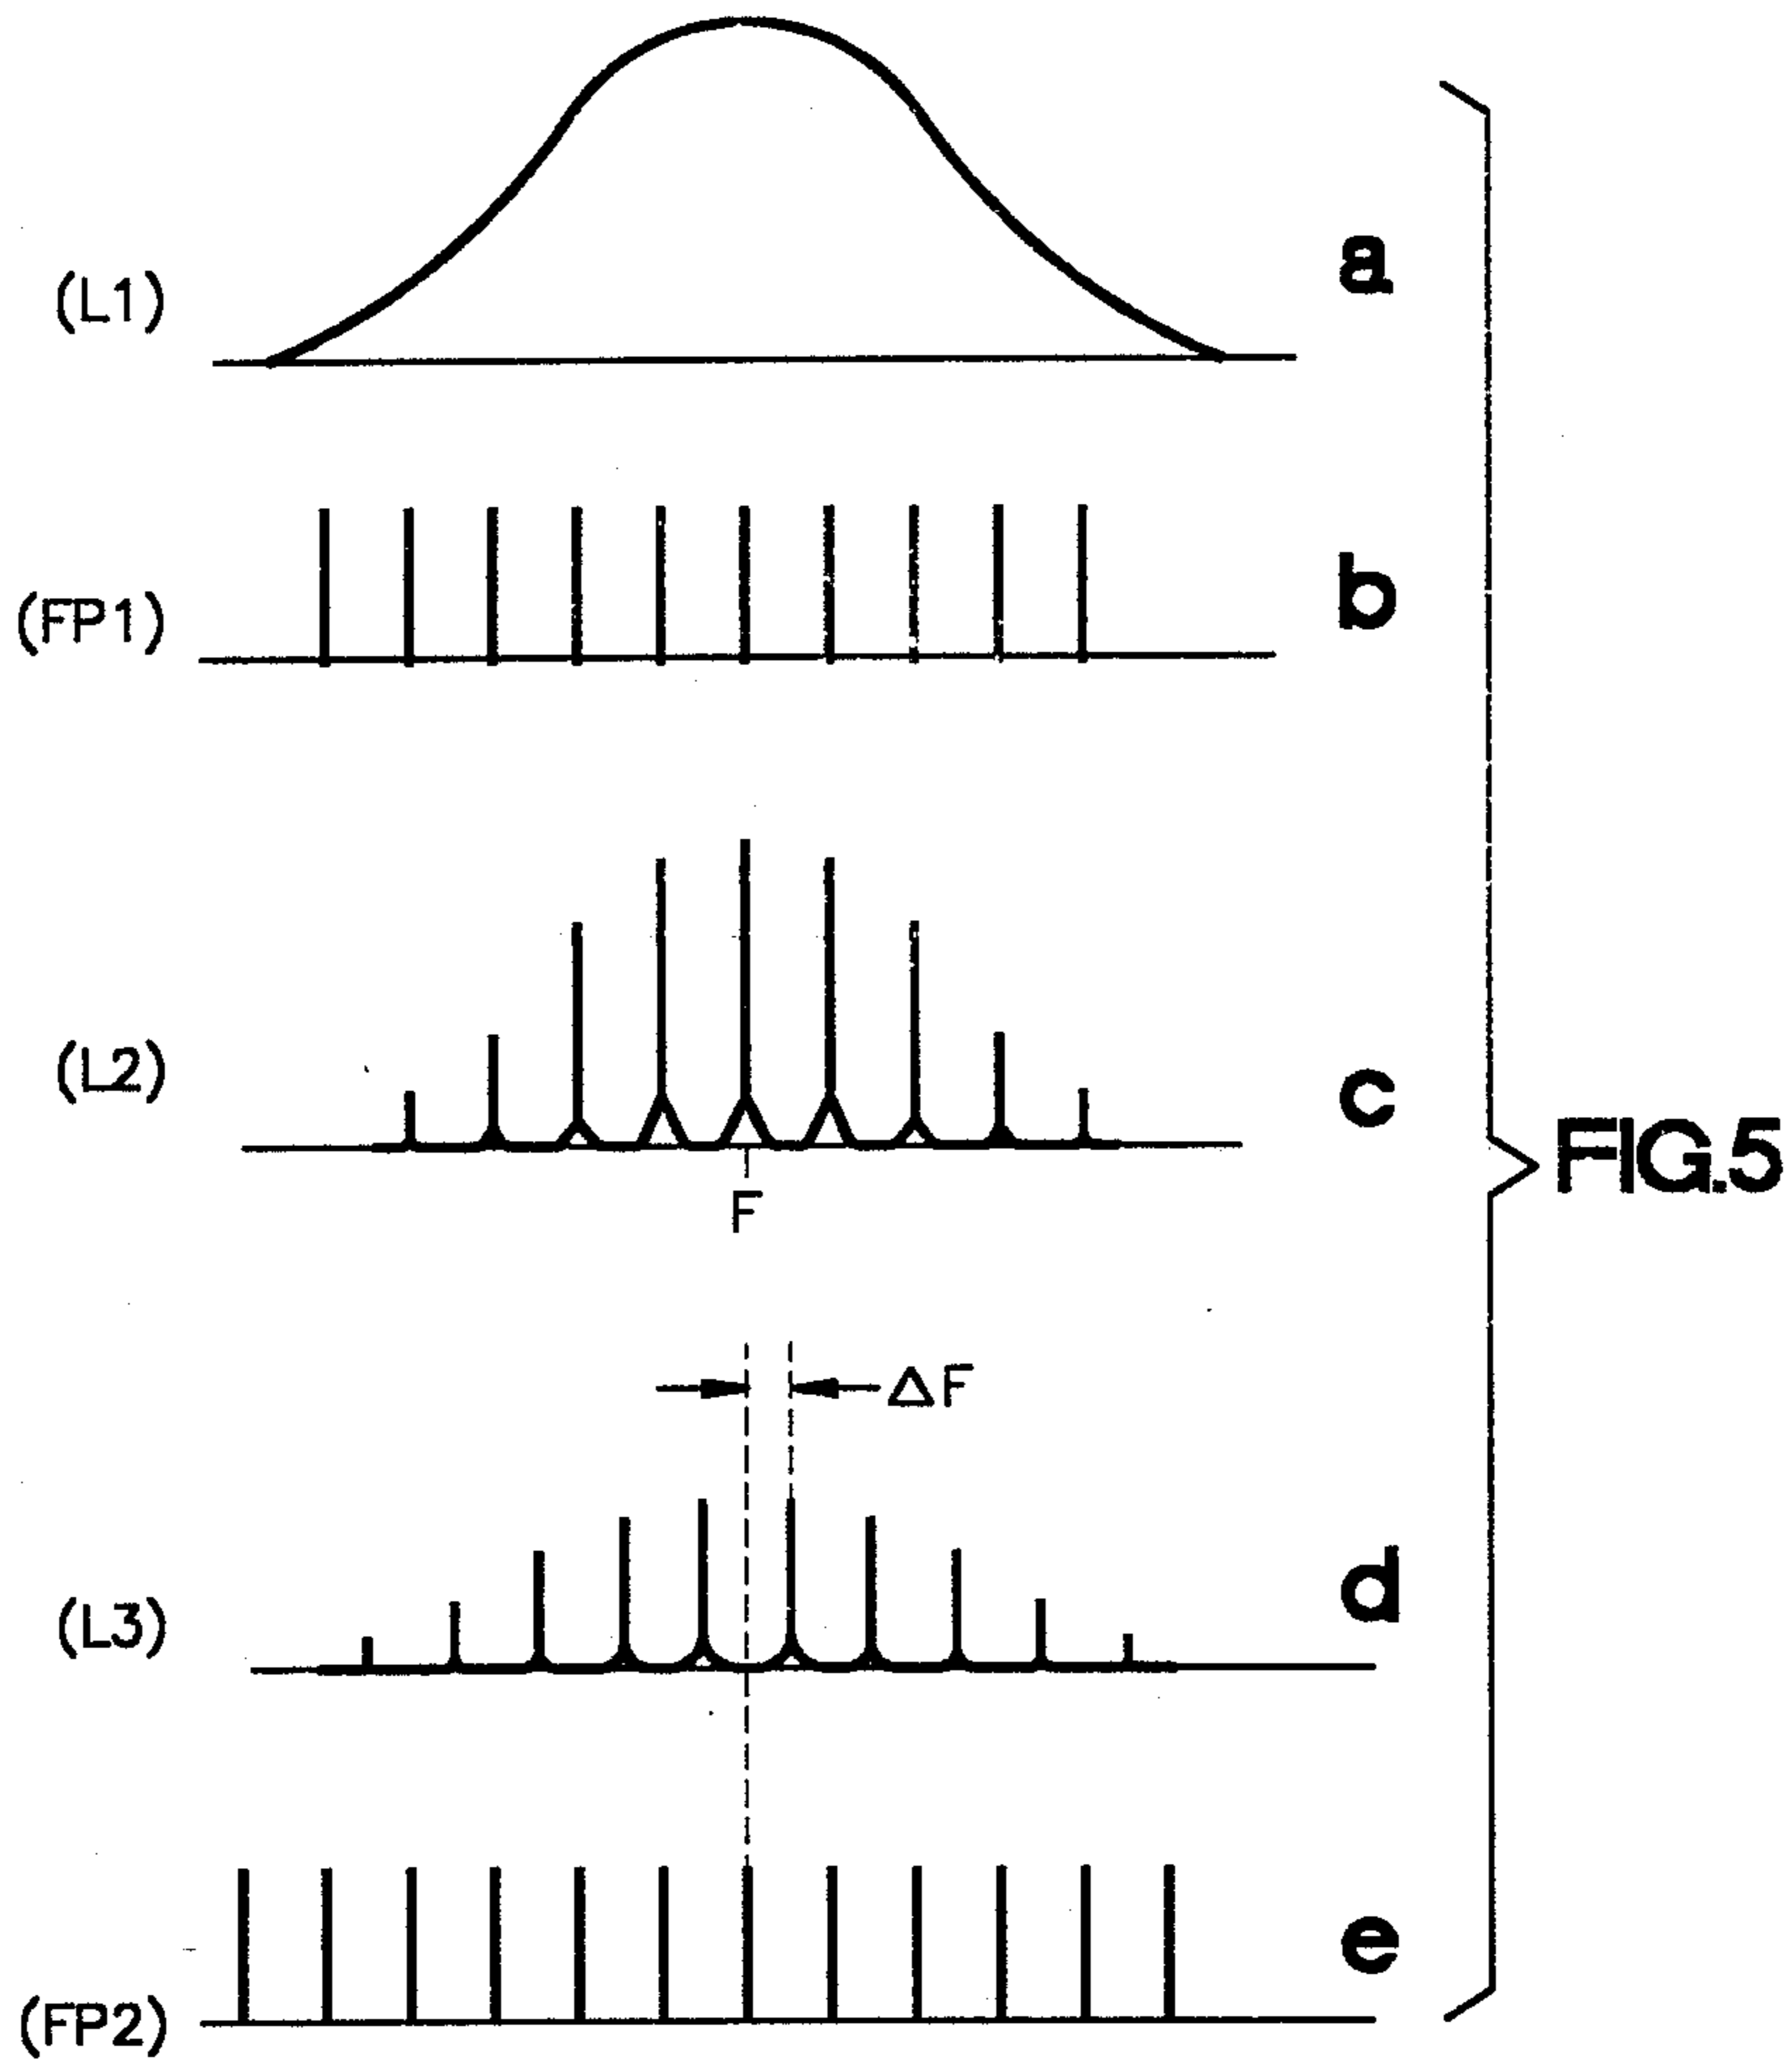 (L1)
a
(FP1)
b
(L2)
c
F
FIG.5
ΔF
(L3)
d
(FP2)
e